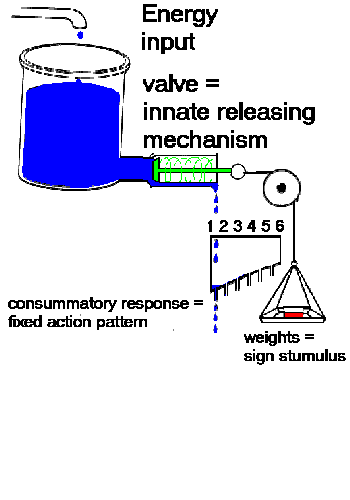 Energy
input
valve =
innate releasing
mechanism
1 2 3 4 5 6
consummatory response =
fixed action pattern
weights =
sign stumulus